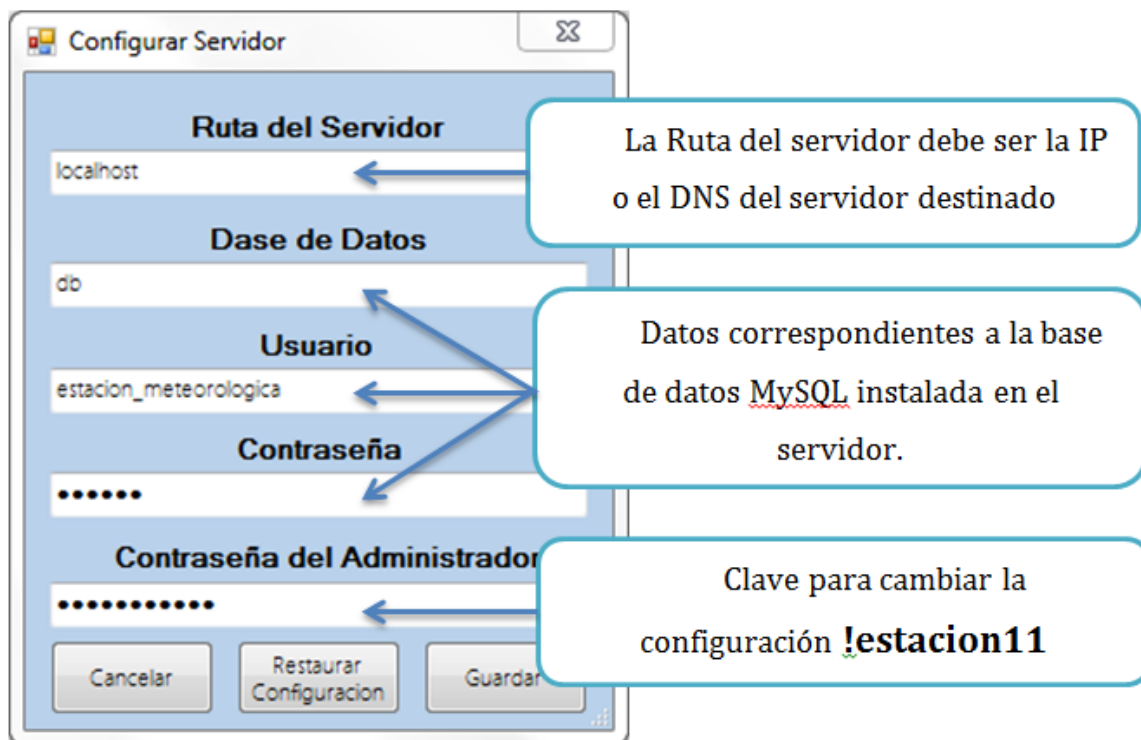 Configurar Servidor
Ruta del Servidor
localhost
Dase de Datos
db
Usuario
estacion_meteorologica
Contraseña
••••••
Contraseña del Administrador
•••••••••••
Cancelar
Restaurar
Configuracion
Guardar
La Ruta del servidor debe ser la IP
o el DNS del servidor destinado
Datos correspondientes a la base
de datos MySQL instalada en el
servidor.
Clave para cambiar la
configuración !estacion11